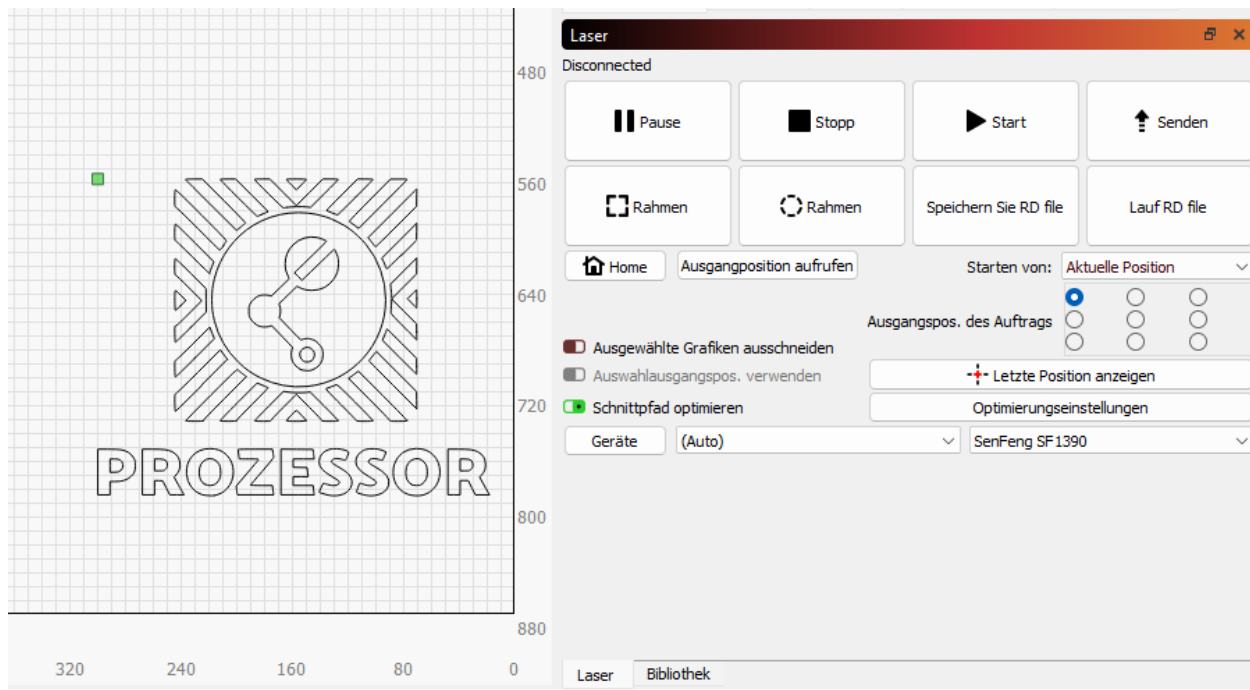 Laser
Disconnected
480
Pause Stopp Start Senden
560
Rahmen Rahmen Speichern Sie RD file Lauf RD file
Home Ausgangposition aufrufen Starten von: Aktuelle Position
640
Ausgangspos. des Auftrags
Ausgewählte Grafiken ausschneiden
Auswahlausgangspos. verwenden Letzte Position anzeigen
720 Schnittpfad optimieren Optimierungseinstellungen
Geräte (Auto) SenFeng SF1390
PROZESSOR
800
880
320 240 160 80 0
Laser Bibliothek